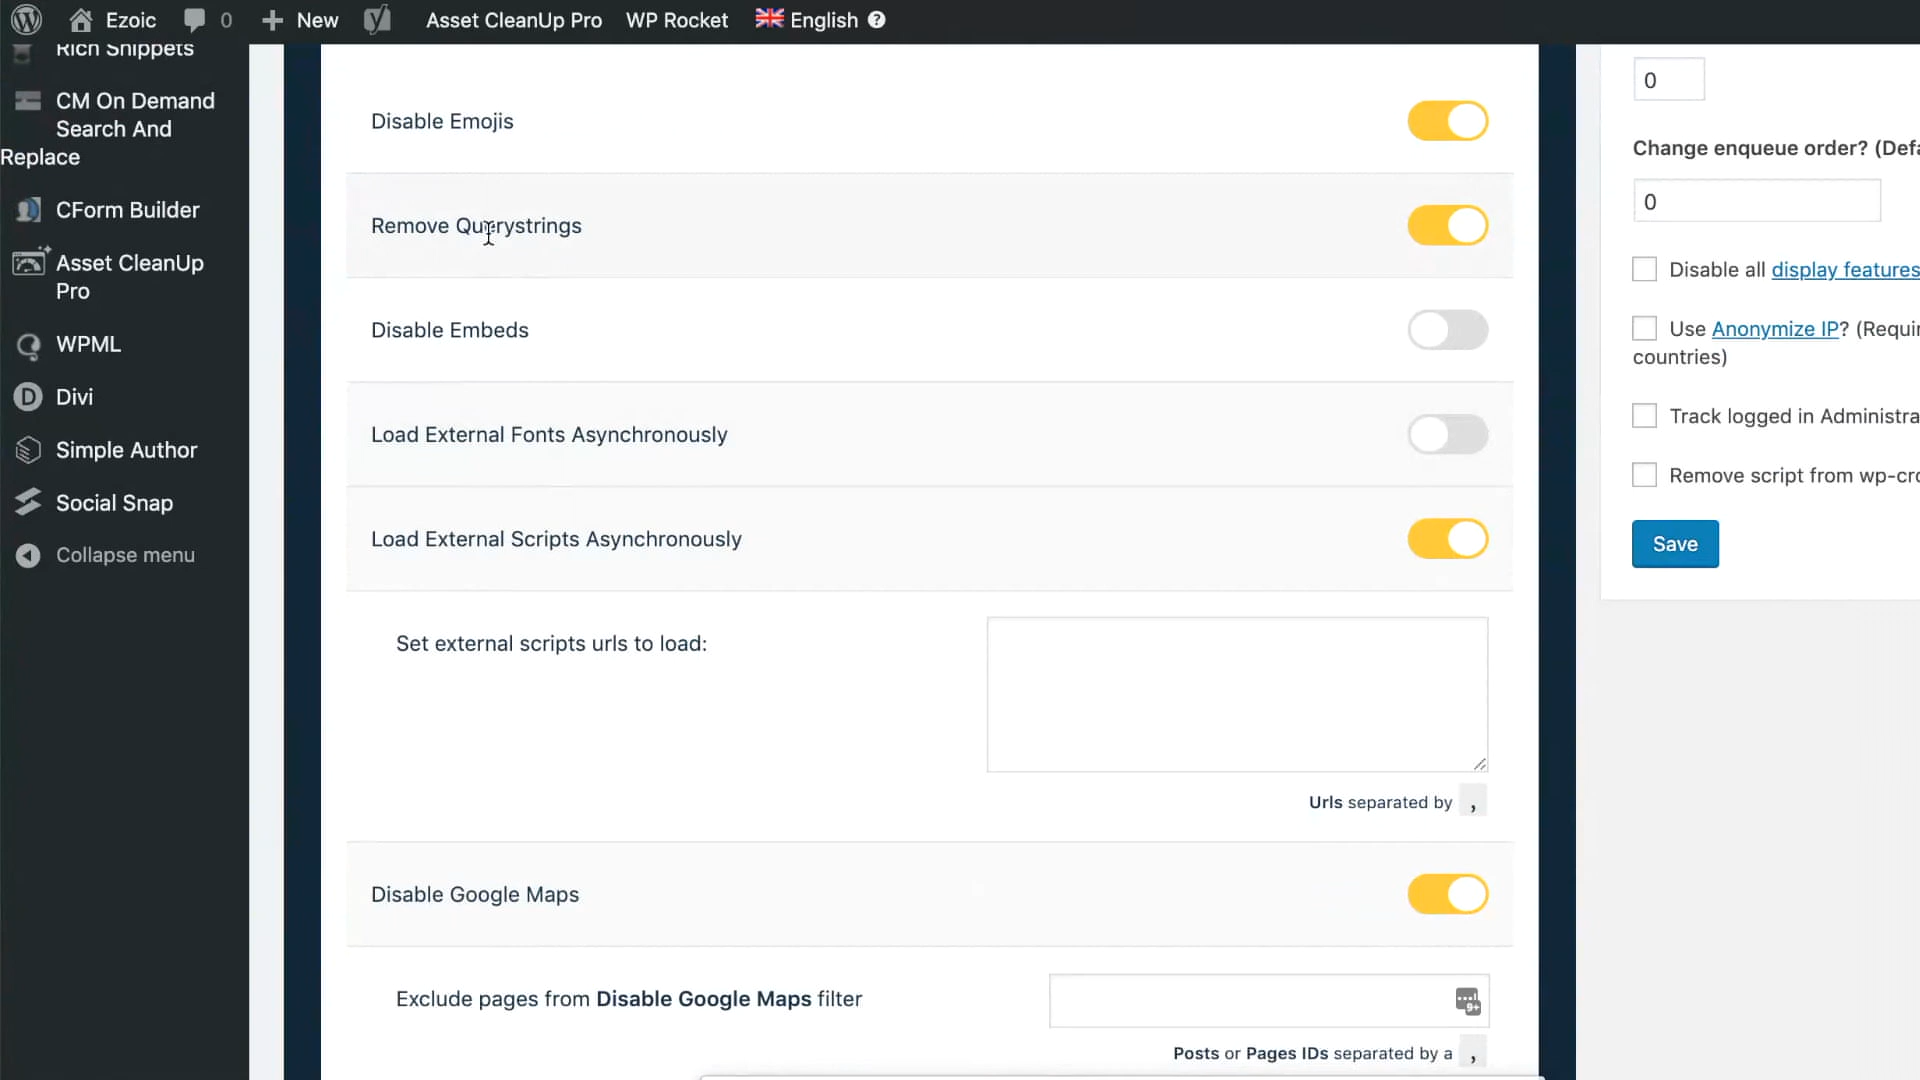 Ezoic
0
New
Asset CleanUp Pro
WP Rocket
English
Rich Snippets
CM On Demand
Search And
Replace
CForm Builder
Asset CleanUp
Pro
WPML
Divi
Simple Author
Social Snap
Collapse menu
Disable Emojis
Remove Querystrings
Disable Embeds
Load External Fonts Asynchronously
Load External Scripts Asynchronously
Set external scripts urls to load:
Urls separated by ,
Disable Google Maps
Exclude pages from Disable Google Maps filter
9+
Posts or Pages IDs separated by a ,
0
Change enqueue order? (Defa
0
Disable all display features
Use Anonymize IP? (Requir
countries)
Track logged in Administra
Remove script from wp-cro
Save